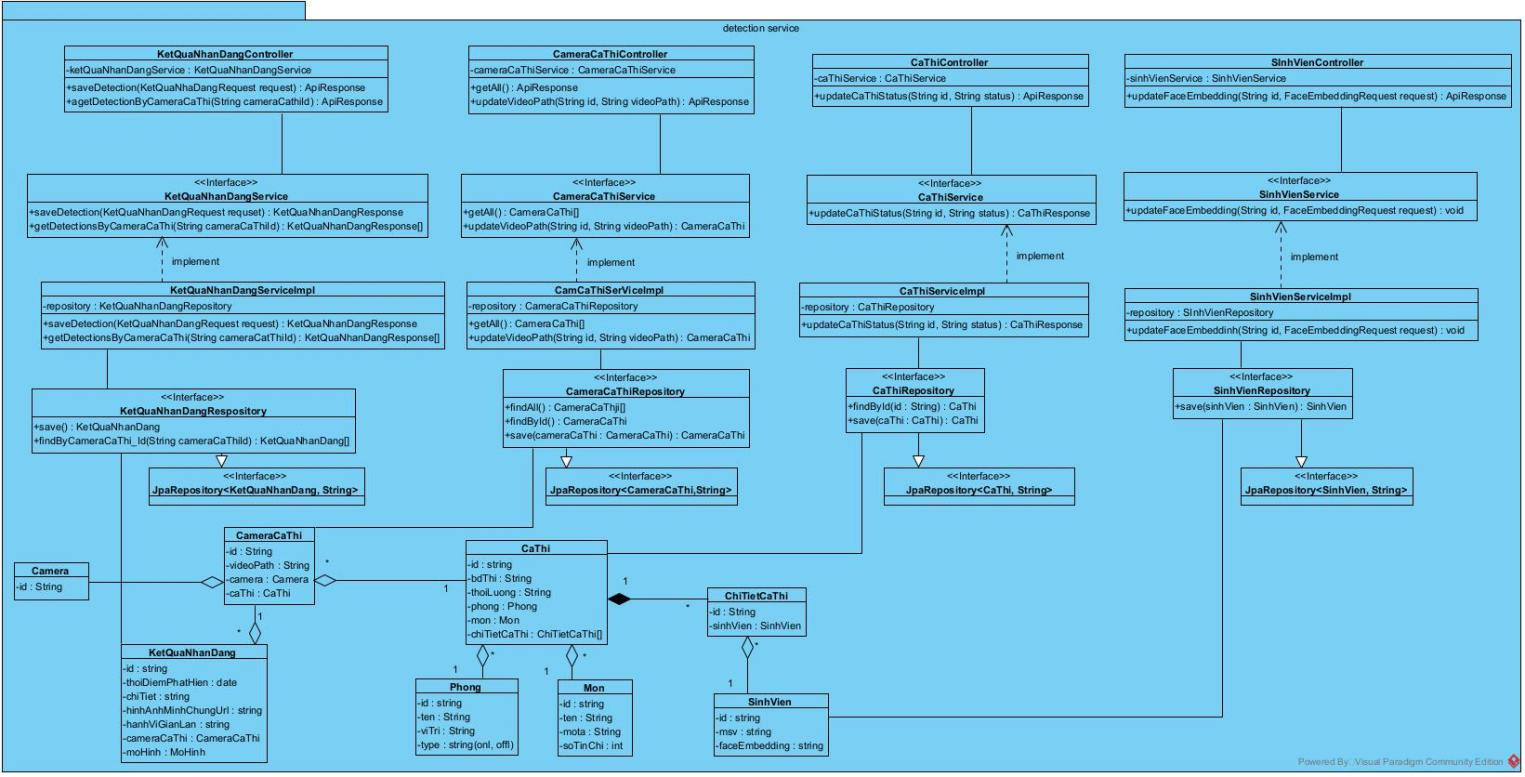 detection service
KetQuaNhanDangController
-ketQuaNhanDangService : KetQuaNhanDangService
+saveDetection(KetQuaNhaDangRequest request) : ApiResponse
+agetDetectionByCameraCaThi(String cameraCathiId) : ApiResponse
CameraCaThiController
-cameraCaThiService : CameraCaThiService
+getAll() : ApiResponse
+updateVideoPath(String id, String videoPath) : ApiResponse
CaThiController
-caThiService : CaThiService
+updateCaThiStatus(String id, String status) : ApiResponse
SInhVienController
-sinhVienService : SinhVienService
+updateFaceEmbedding(String id, FaceEmbeddingRequest request) : ApiResponse
<<Interface>>
KetQuaNhanDangService
+saveDetection(KetQuaNhanDangRequest requset) : KetQuaNhanDangResponse
+getDetectionsByCameraCaThi(String cameraCaThiId) : KetQuaNhanDangResponse[]
<<Interface>>
CameraCaThiService
+getAll() : CameraCaThi[]
+updateVideoPath(String id, String videoPath) : CameraCaThi
<<Interface>>
CaThiService
+updateCaThiStatus(String id, String status) : CaThiResponse
<<Interface>>
SinhVienService
+updateFaceEmbedding(String id, FaceEmbeddingRequest request) : void
implement
implement
implement
implement
KetQuaNhanDangServiceImpl
-repository : KetQuaNhanDangRepository
+saveDetection(KetQuaNhanDangRequest request) : KetQuaNhanDangResponse
+getDetectionsByCameraCaThi(String cameraCatThiId) : KetQuaNhanDangResponse[]
CamCaThiSerViceImpl
-repository : CameraCaThiRepository
+getAll() : CameraCaThi[]
+updateVideoPath(String id, String videoPath) : CameraCaThi
CaThiServiceImpl
-repository : CaThiRepository
+updateCaThiStatus(String id, String status) : CaThiResponse
SinhVienServiceImpl
-repository : SInhVienRepository
+updateFaceEmbeddinh(String id, FaceEmbeddingRequest request) : void
<<Interface>>
KetQuaNhanDangRespository
+save() : KetQuaNhanDang
+findByCameraCaThi_Id(String cameraCaThiId) : KetQuaNhanDang[]
<<Interface>>
CameraCaThiRepository
+findAll() : CameraCaThji[]
+findById() : CameraCaThi
+save(cameraCaThi : CameraCaThi) : CameraCaThi
<<Interface>>
CaThiRepository
+findById(id : String) : CaThi
+save(caThi : CaThi) : CaThi
<<Interface>>
SinhVienRepository
+save(sinhVien : SinhVien) : SinhVien
<<Interface>>
JpaRepository<KetQuaNhanDang, String>
<<Interface>>
JpaRepository<CameraCaThi,String>
<<Interface>>
JpaRepository<CaThi, String>
<<Interface>>
JpaRepository<SinhVien, String>
Camera
-id : String
CameraCaThi
-id : String
-videoPath : String
-camera : Camera
-caThi : CaThi
*
1
CaThi
-id : string
-bdThi : String
-thoiLuong : String
-phong : Phong
-mon : Mon
-chiTietCaThi : ChiTietCaThi[]
1
*
ChiTietCaThi
-id : String
-sinhVien : SinhVien
1
*
KetQuaNhanDang
-id : string
-thoiDiemPhatHien : date
-chiTiet : string
-hinhAnhMinhChungUrl : string
-hanhViGianLan : string
-cameraCaThi : CameraCaThi
-moHinh : MoHinh
*
1
Phong
-id : string
-ten : String
-viTri : String
-type : string(onl, offl)
*
1
Mon
-id : string
-ten : String
-mota : String
-soTinChi : int
*
1
SinhVien
-id : string
-msv : string
-faceEmbedding : string
Powered By: Visual Paradigm Community Edition